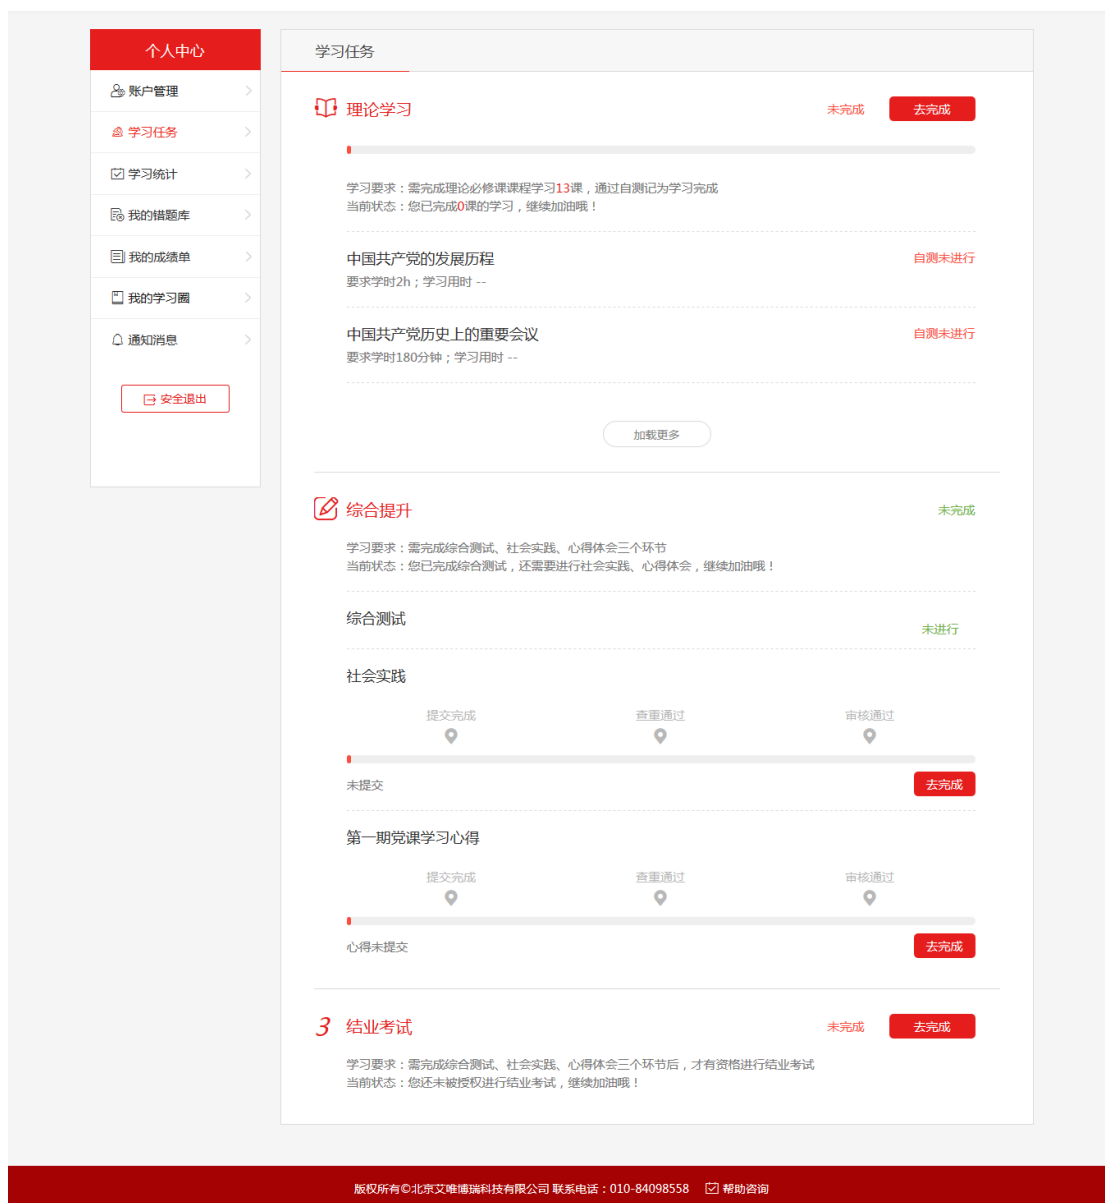 个人中心
账户管理
学习任务
学习统计
我的错题库
我的成绩单
我的学习圈
通知消息
安全退出
学习任务
理论学习 未完成 去完成
学习要求：需完成理论必修课课程学习13课，通过自测记为学习完成
当前状态：您已完成0课的学习，继续加油哦！
中国共产党的发展历程 自测未进行
要求学时2h；学习用时 --
中国共产党历史上的重要会议 自测未进行
要求学时180分钟；学习用时 --
加载更多
综合提升 未完成
学习要求：需完成综合测试、社会实践、心得体会三个环节
当前状态：您已完成综合测试，还需要进行社会实践、心得体会，继续加油哦！
综合测试 未进行
社会实践
提交完成 查重通过 审核通过
未提交 去完成
第一期党课学习心得
提交完成 查重通过 审核通过
心得未提交 去完成
3 结业考试 未完成 去完成
学习要求：需完成综合测试、社会实践、心得体会三个环节后，才有资格进行结业考试
当前状态：您还未被授权进行结业考试，继续加油哦！
版权所有©北京艾唯博瑞科技有限公司 联系电话：010-84098558 帮助咨询